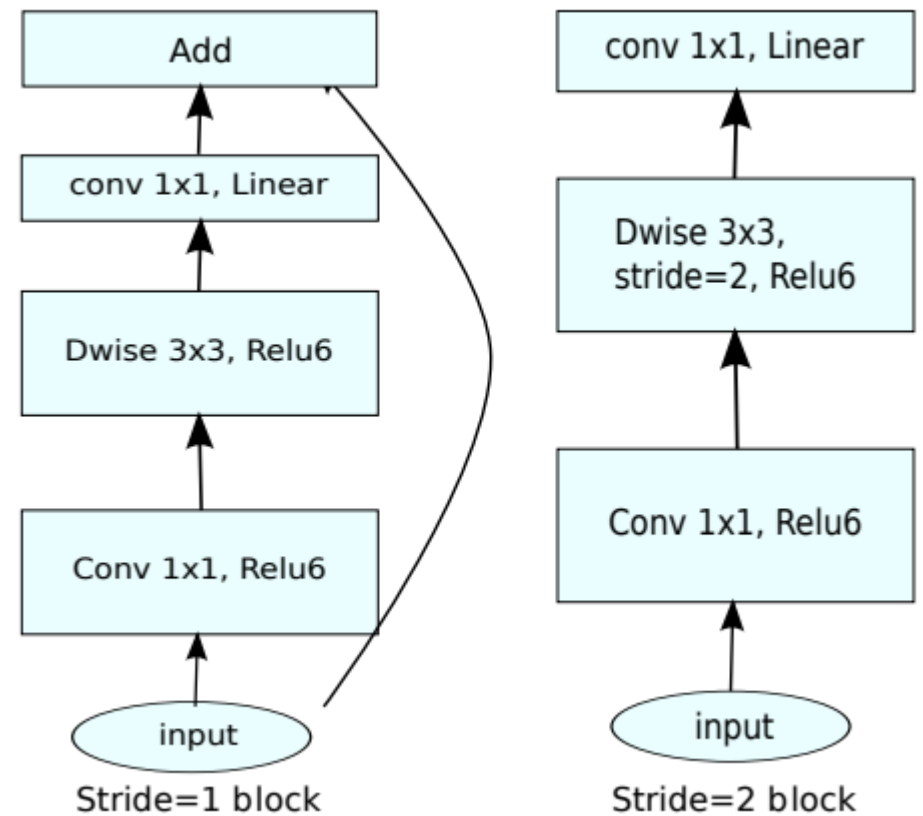 Add
conv 1x1, Linear
Dwise 3x3, Relu6
Conv 1x1, Relu6
input
Stride=1 block
conv 1x1, Linear
Dwise 3x3,
stride=2, Relu6
Conv 1x1, Relu6
input
Stride=2 block